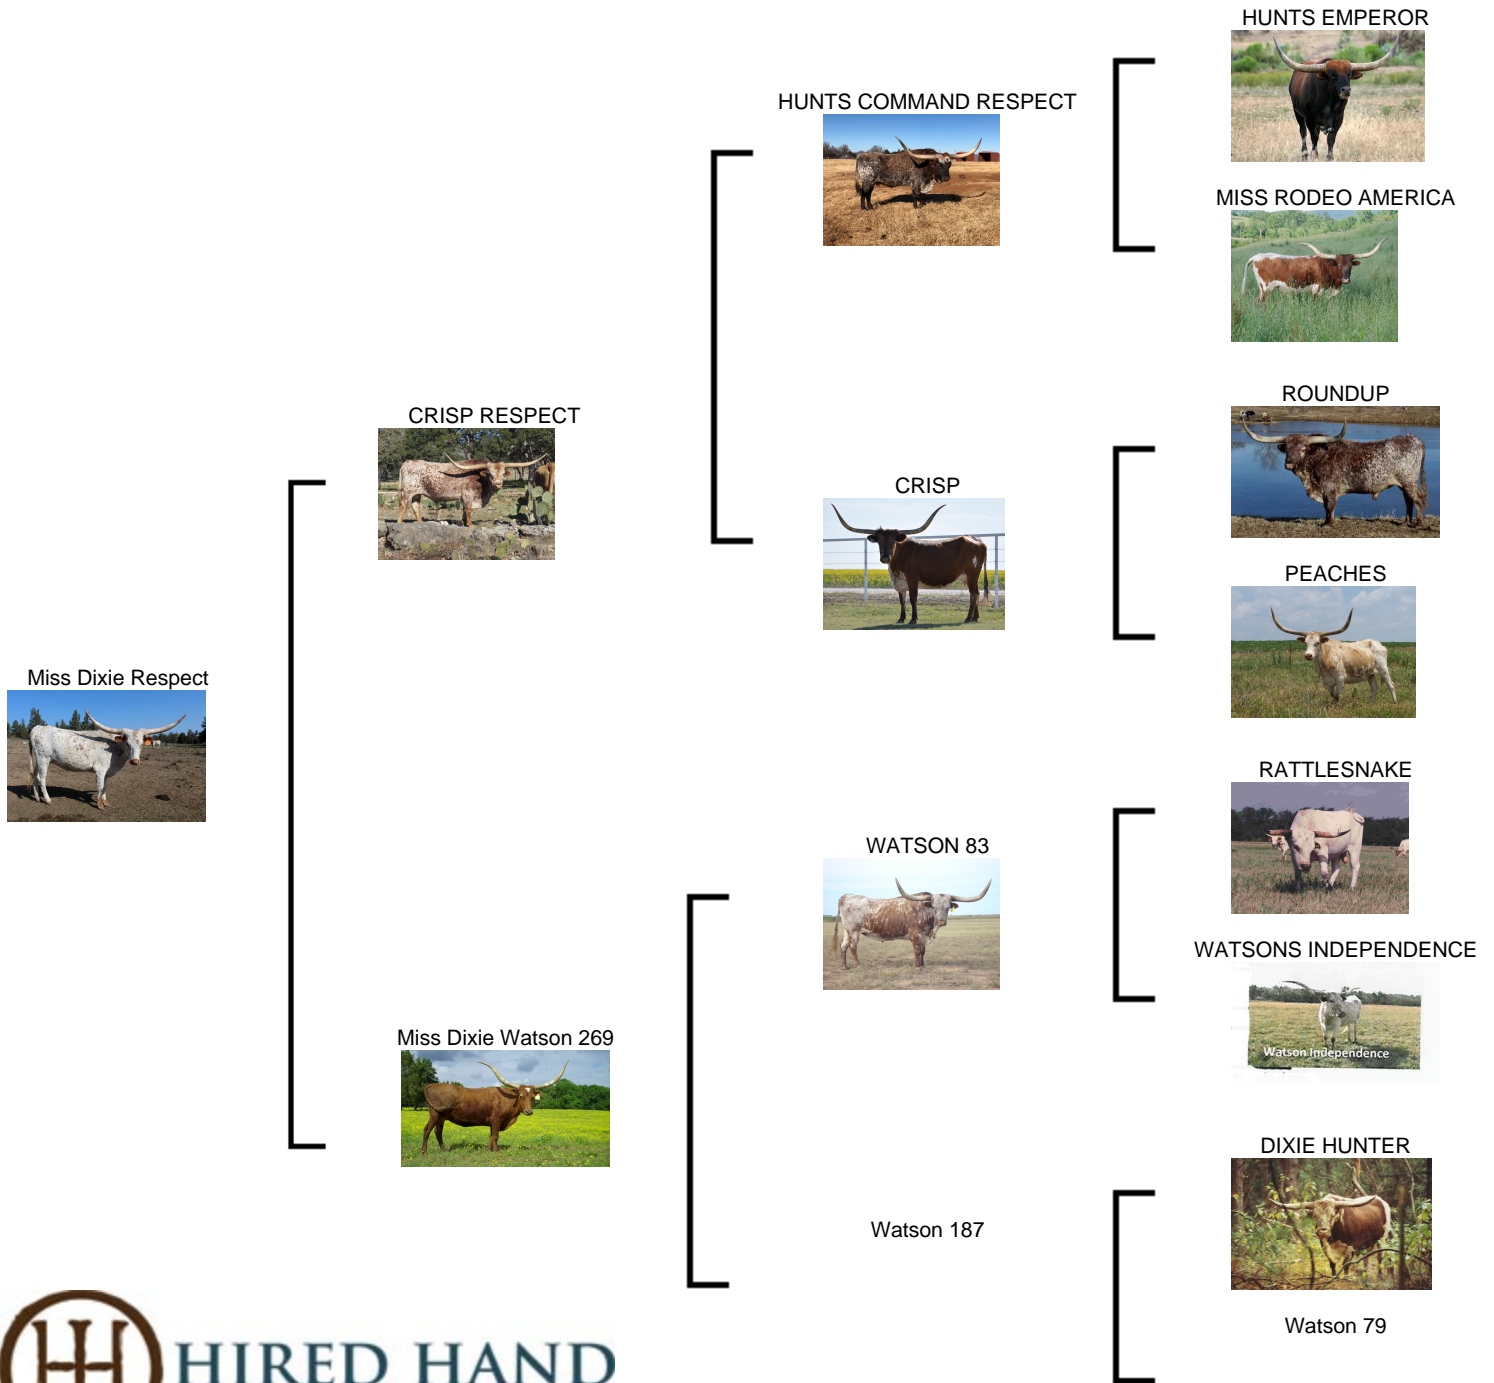 HUNTS EMPEROR
HUNTS COMMAND RESPECT
MISS RODEO AMERICA
ROUNDUP
CRISP RESPECT
CRISP
PEACHES
Miss Dixie Respect
RATTLESNAKE
WATSON 83
WATSONS INDEPENDENCE
Watson Independence
Miss Dixie Watson 269
DIXIE HUNTER
Watson 187
Watson 79
HIRED HAND